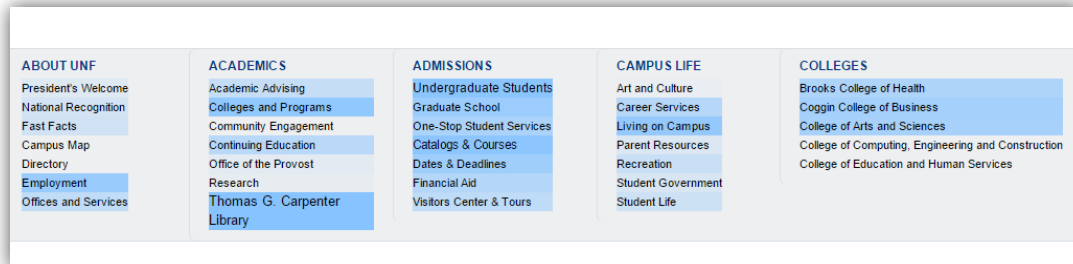 ABOUT UNF
President's Welcome
National Recognition
Fast Facts
Campus Map
Directory
Employment
Offices and Services
ACADEMICS
Academic Advising
Colleges and Programs
Community Engagement
Continuing Education
Office of the Provost
Research
Thomas G. Carpenter
Library
ADMISSIONS
Undergraduate Students
Graduate School
One-Stop Student Services
Catalogs & Courses
Dates & Deadlines
Financial Aid
Visitors Center & Tours
CAMPUS LIFE
Art and Culture
Career Services
Living on Campus
Parent Resources
Recreation
Student Government
Student Life
COLLEGES
Brooks College of Health
Coggin College of Business
College of Arts and Sciences
College of Computing, Engineering and Construction
College of Education and Human Services